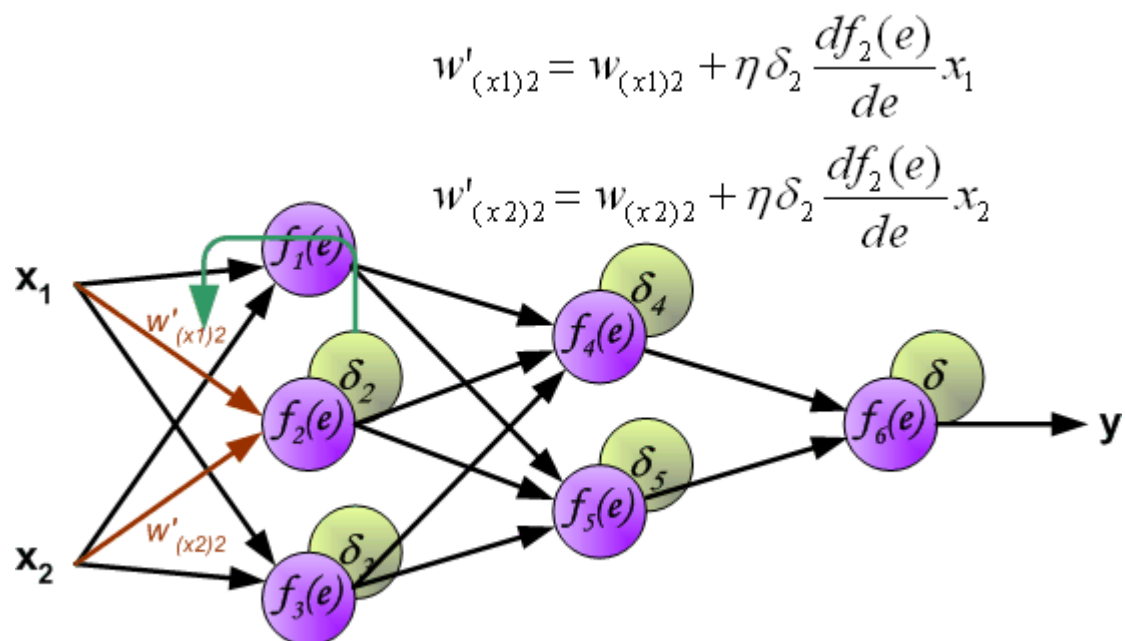 w'(x1)2 = w(x1)2 + η δ2 df2(e)/de x1
w'(x2)2 = w(x2)2 + η δ2 df2(e)/de x2
x1
x2
w'(x1)2
w'(x2)2
f1(e)
δ2
f2(e)
δ3
f3(e)
δ4
f4(e)
δ5
f5(e)
δ
f6(e)
y